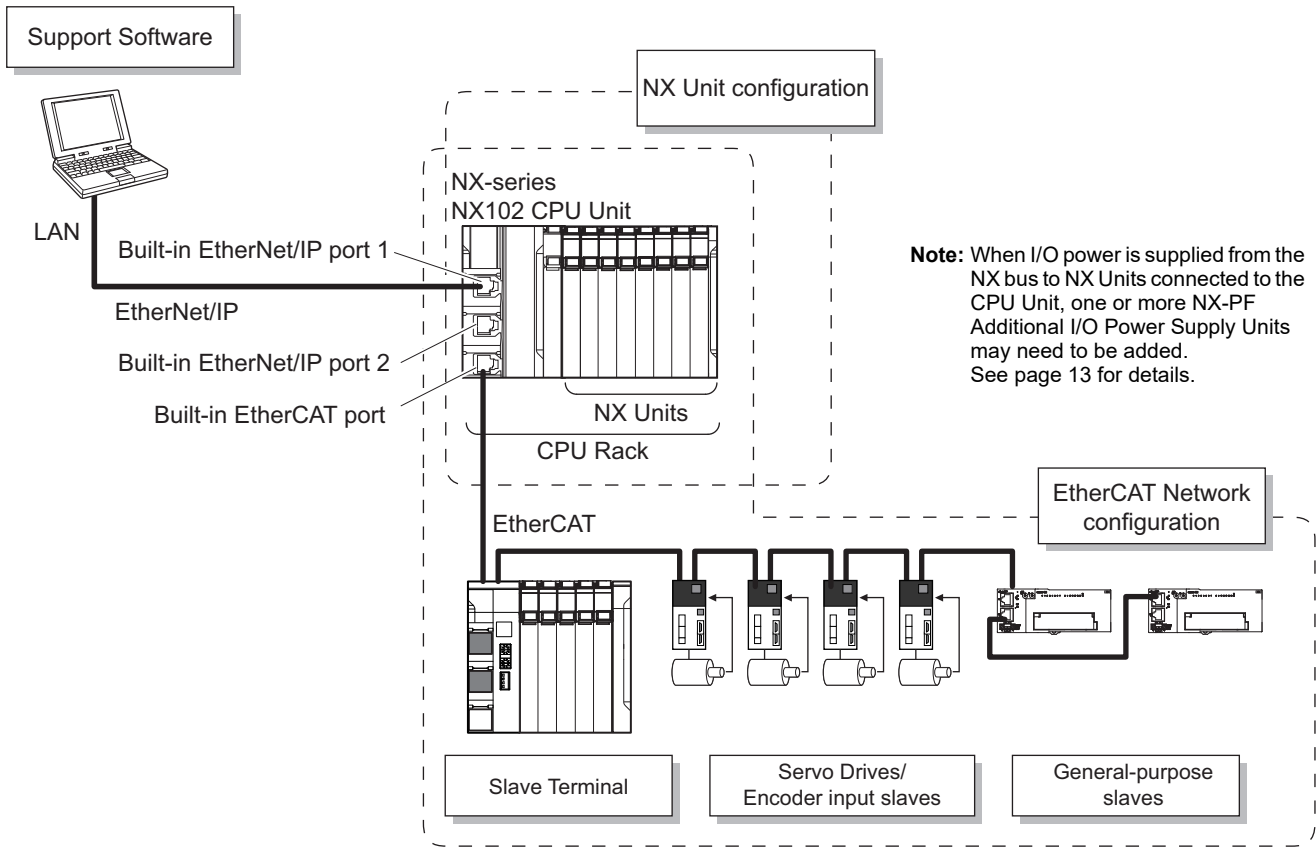 Support Software
NX Unit configuration
NX-series
NX102 CPU Unit
LAN
Built-in EtherNet/IP port 1
EtherNet/IP
Built-in EtherNet/IP port 2
Built-in EtherCAT port
NX Units
CPU Rack
Note: When I/O power is supplied from the
NX bus to NX Units connected to the
CPU Unit, one or more NX-PF
Additional I/O Power Supply Units
may need to be added.
See page 13 for details.
EtherCAT Network
configuration
EtherCAT
Slave Terminal
Servo Drives/
Encoder input slaves
General-purpose
slaves